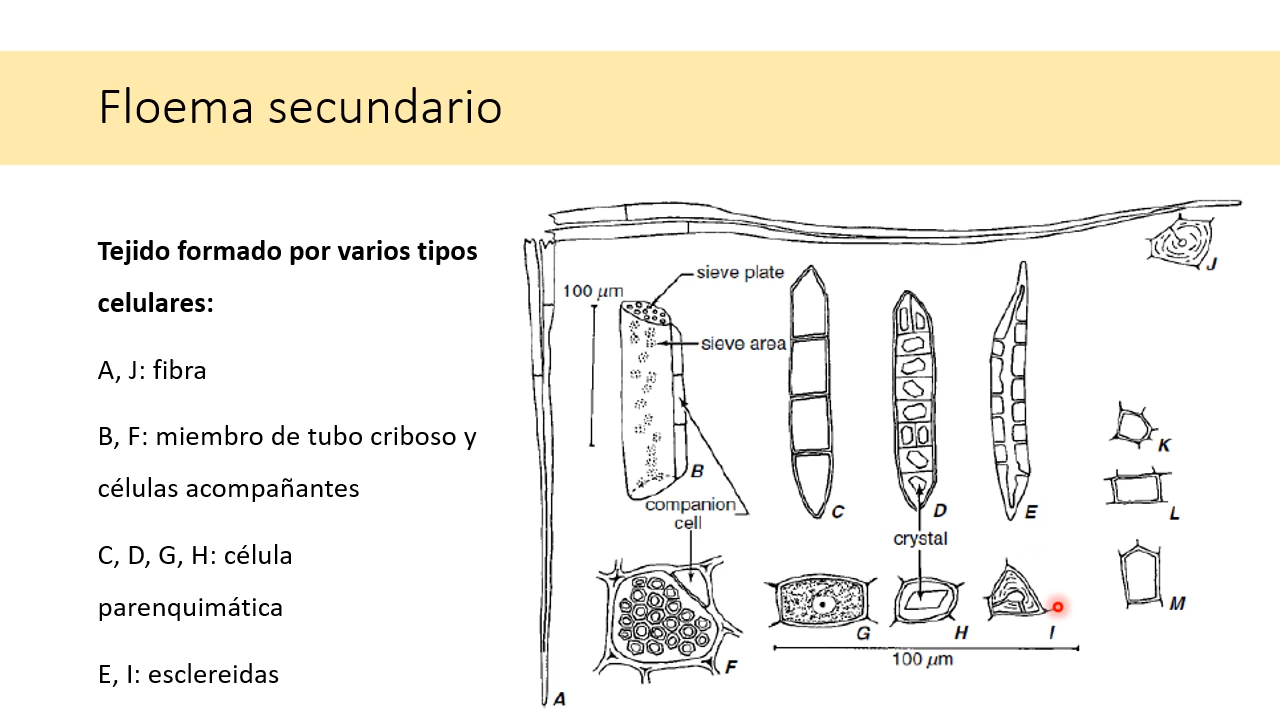 Floema secundario
Tejido formado por varios tipos
celulares:
A, J: fibra
B, F: miembro de tubo criboso y
células acompañantes
C, D, G, H: célula
parenquimática
E, I: esclereidas
J
sieve plate
100 µm
sieve area
K
B
L
companion
cell
C
D
E
crystal
M
G
H
I
F
100 µm
A